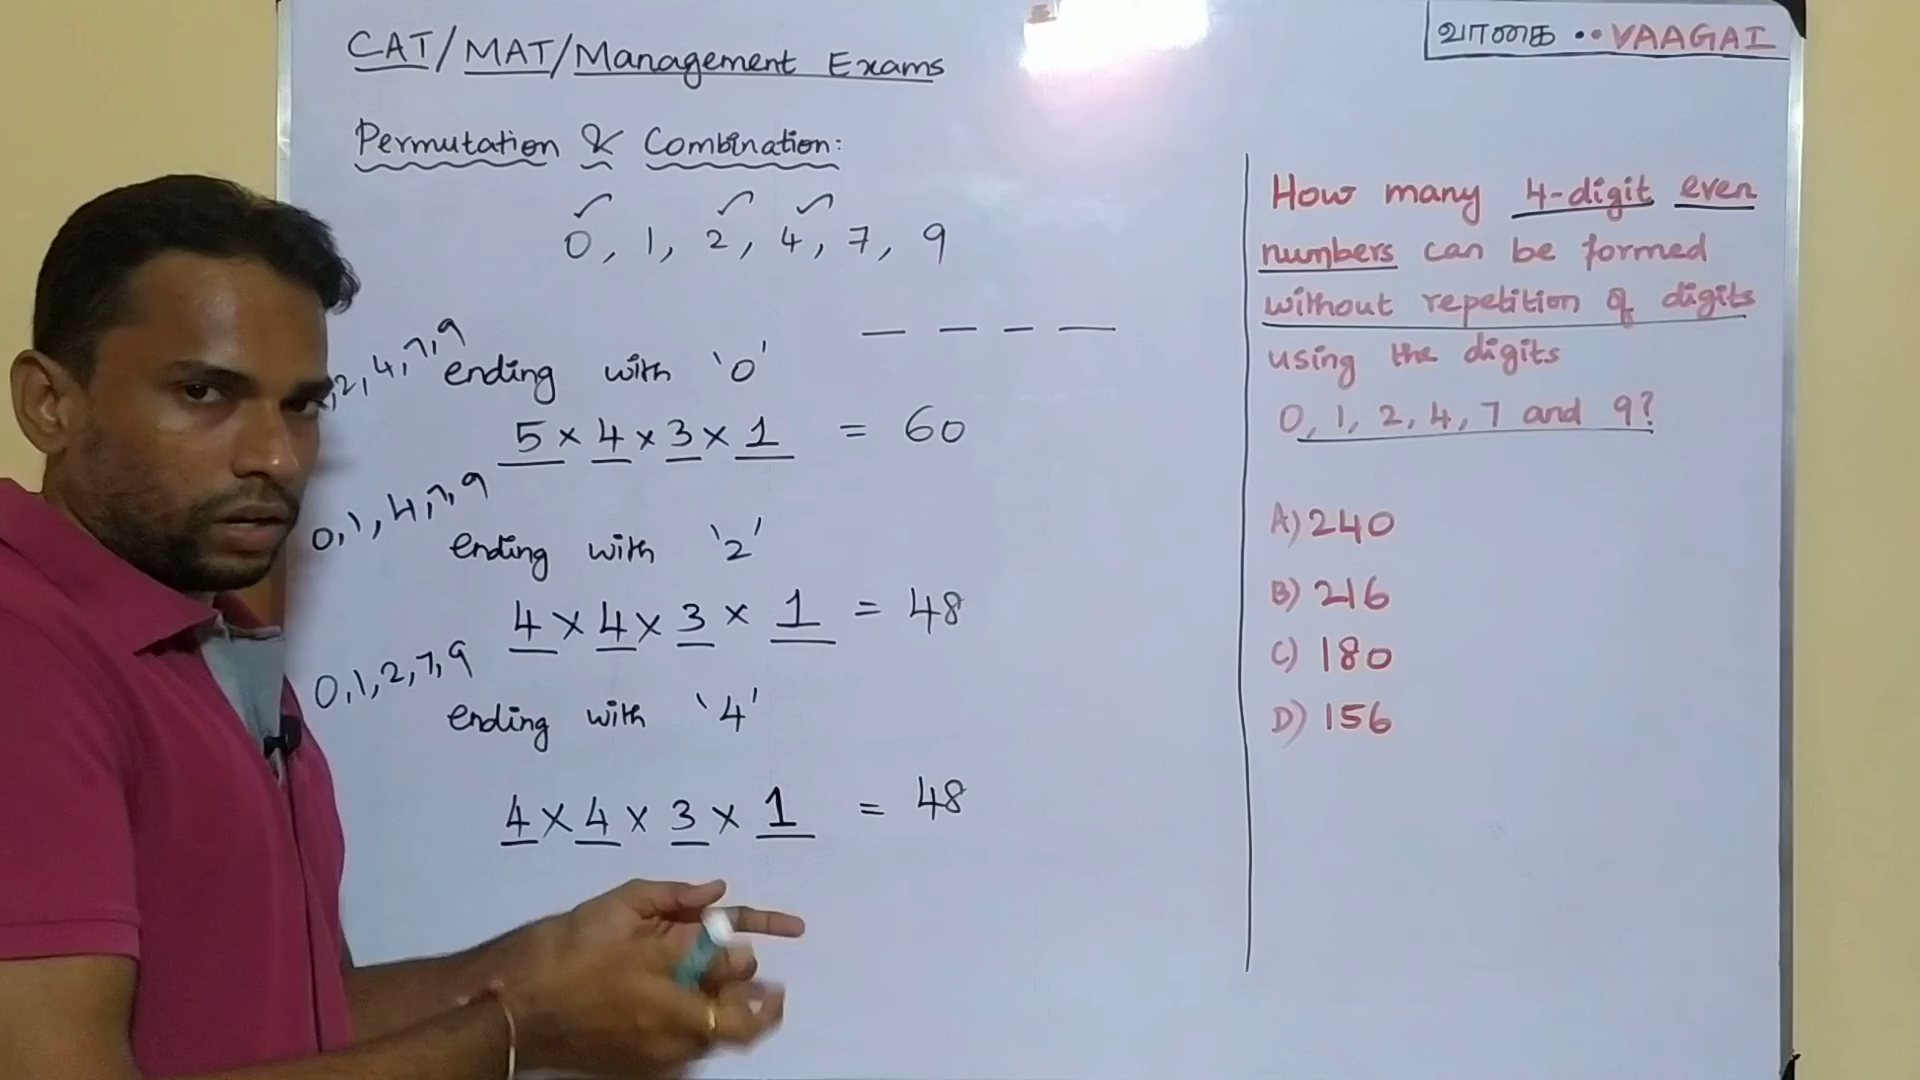 CAT/MAT/Management Exams
வாகை •• VAAGAI
Permutation & Combination:
0, 1, 2, 4, 7, 9
ending with '0'
,2,4,7,9
5 × 4 × 3 × 1 = 60
0,1,4,7,9
ending with '2'
4 × 4 × 3 × 1 = 48
0,1,2,7,9
ending with '4'
4 × 4 × 3 × 1 = 48
How many 4-digit even
numbers can be formed
without repetition of digits
using the digits
0, 1, 2, 4, 7 and 9?
A) 240
B) 216
C) 180
D) 156